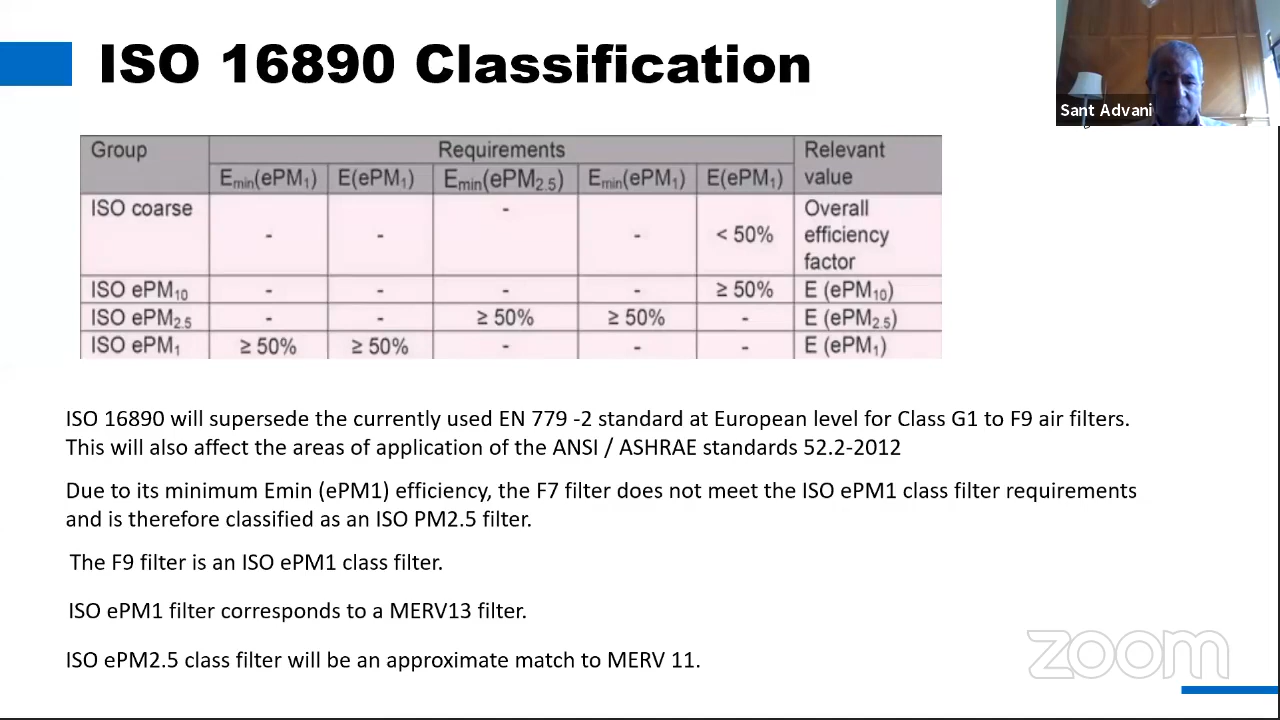 ISO 16890 Classification
Sant Advani
Group Requirements Relevant value
Emin(ePM1) E(ePM1) Emin(ePM2.5) Emin(ePM1) E(ePM1)
ISO coarse - - - - < 50% Overall efficiency factor
ISO ePM10 - - - - ≥ 50% E (ePM10)
ISO ePM2.5 - - ≥ 50% ≥ 50% - E (ePM2.5)
ISO ePM1 ≥ 50% ≥ 50% - - - E (ePM1)
ISO 16890 will supersede the currently used EN 779 -2 standard at European level for Class G1 to F9 air filters.
This will also affect the areas of application of the ANSI / ASHRAE standards 52.2-2012
Due to its minimum Emin (ePM1) efficiency, the F7 filter does not meet the ISO ePM1 class filter requirements
and is therefore classified as an ISO PM2.5 filter.
The F9 filter is an ISO ePM1 class filter.
ISO ePM1 filter corresponds to a MERV13 filter.
ISO ePM2.5 class filter will be an approximate match to MERV 11.
zoom